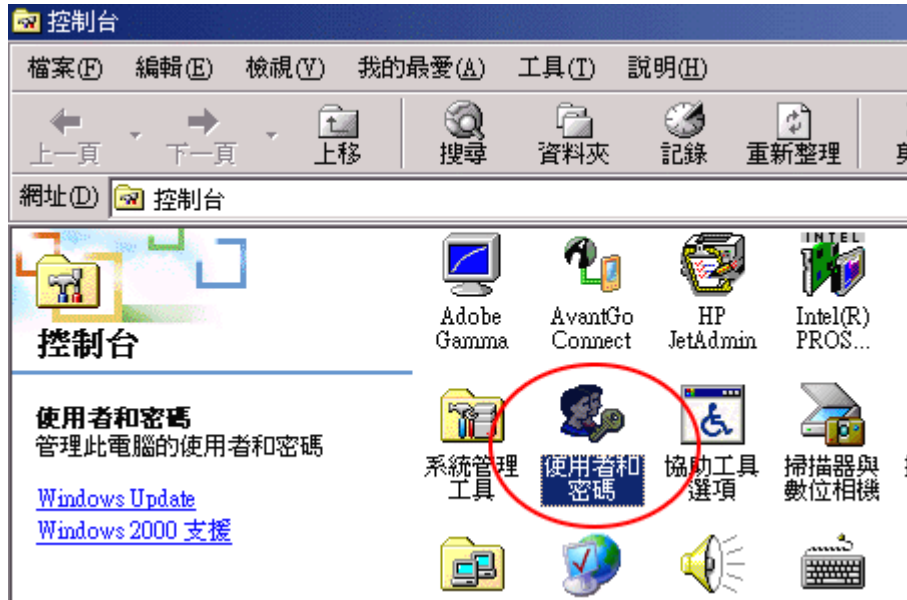 控制台
檔案(F) 編輯(E) 檢視(V) 我的最愛(A) 工具(T) 説明(H)
上一頁 下一頁 上移 搜尋 資料夾 記錄 重新整理
網址(D) 控制台
控制台
使用者和密碼
管理此電腦的使用者和密碼
Windows Update
Windows 2000 支援
INTEL
Adobe Gamma
AvantGo Connect
HP JetAdmin
Intel(R) PROS...
系統管理工具
使用者和密碼
協助工具選項
掃描器與數位相機